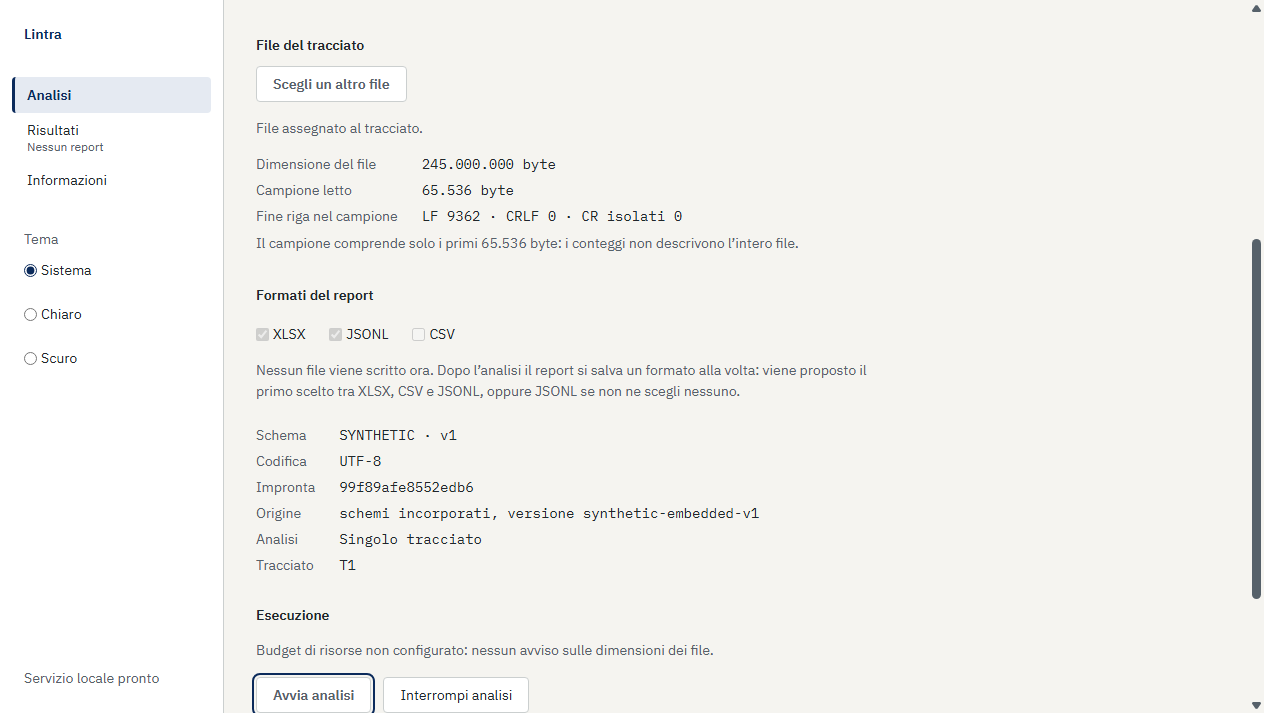 Lintra
Analisi
Risultati
Nessun report
Informazioni
Tema
Sistema
Chiaro
Scuro
Servizio locale pronto
File del tracciato
Scegli un altro file
File assegnato al tracciato.
Dimensione del file 245.000.000 byte
Campione letto 65.536 byte
Fine riga nel campione LF 9362 · CRLF 0 · CR isolati 0
Il campione comprende solo i primi 65.536 byte: i conteggi non descrivono l’intero file.
Formati del report
XLSX JSONL CSV
Nessun file viene scritto ora. Dopo l’analisi il report si salva un formato alla volta: viene proposto il
primo scelto tra XLSX, CSV e JSONL, oppure JSONL se non ne scegli nessuno.
Schema SYNTHETIC · v1
Codifica UTF-8
Impronta 99f89afe8552edb6
Origine schemi incorporati, versione synthetic-embedded-v1
Analisi Singolo tracciato
Tracciato T1
Esecuzione
Budget di risorse non configurato: nessun avviso sulle dimensioni dei file.
Avvia analisi Interrompi analisi